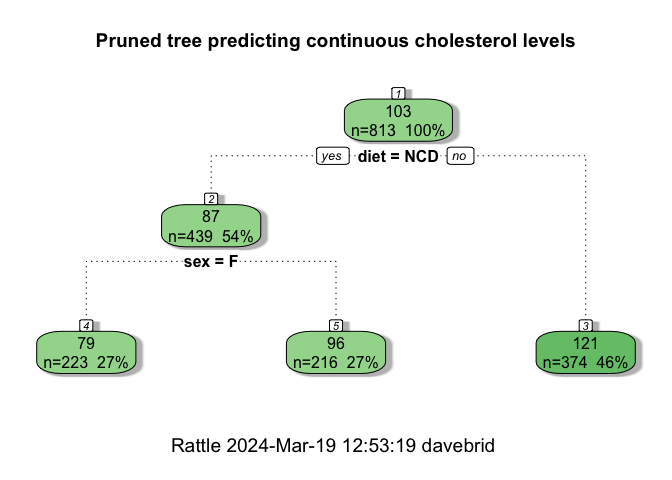 Pruned tree predicting continuous cholesterol levels
1
103
n=813 100%
yes diet = NCD no
2
87
n=439 54%
sex = F
4
79
n=223 27%
5
96
n=216 27%
3
121
n=374 46%
Rattle 2024-Mar-19 12:53:19 davebrid